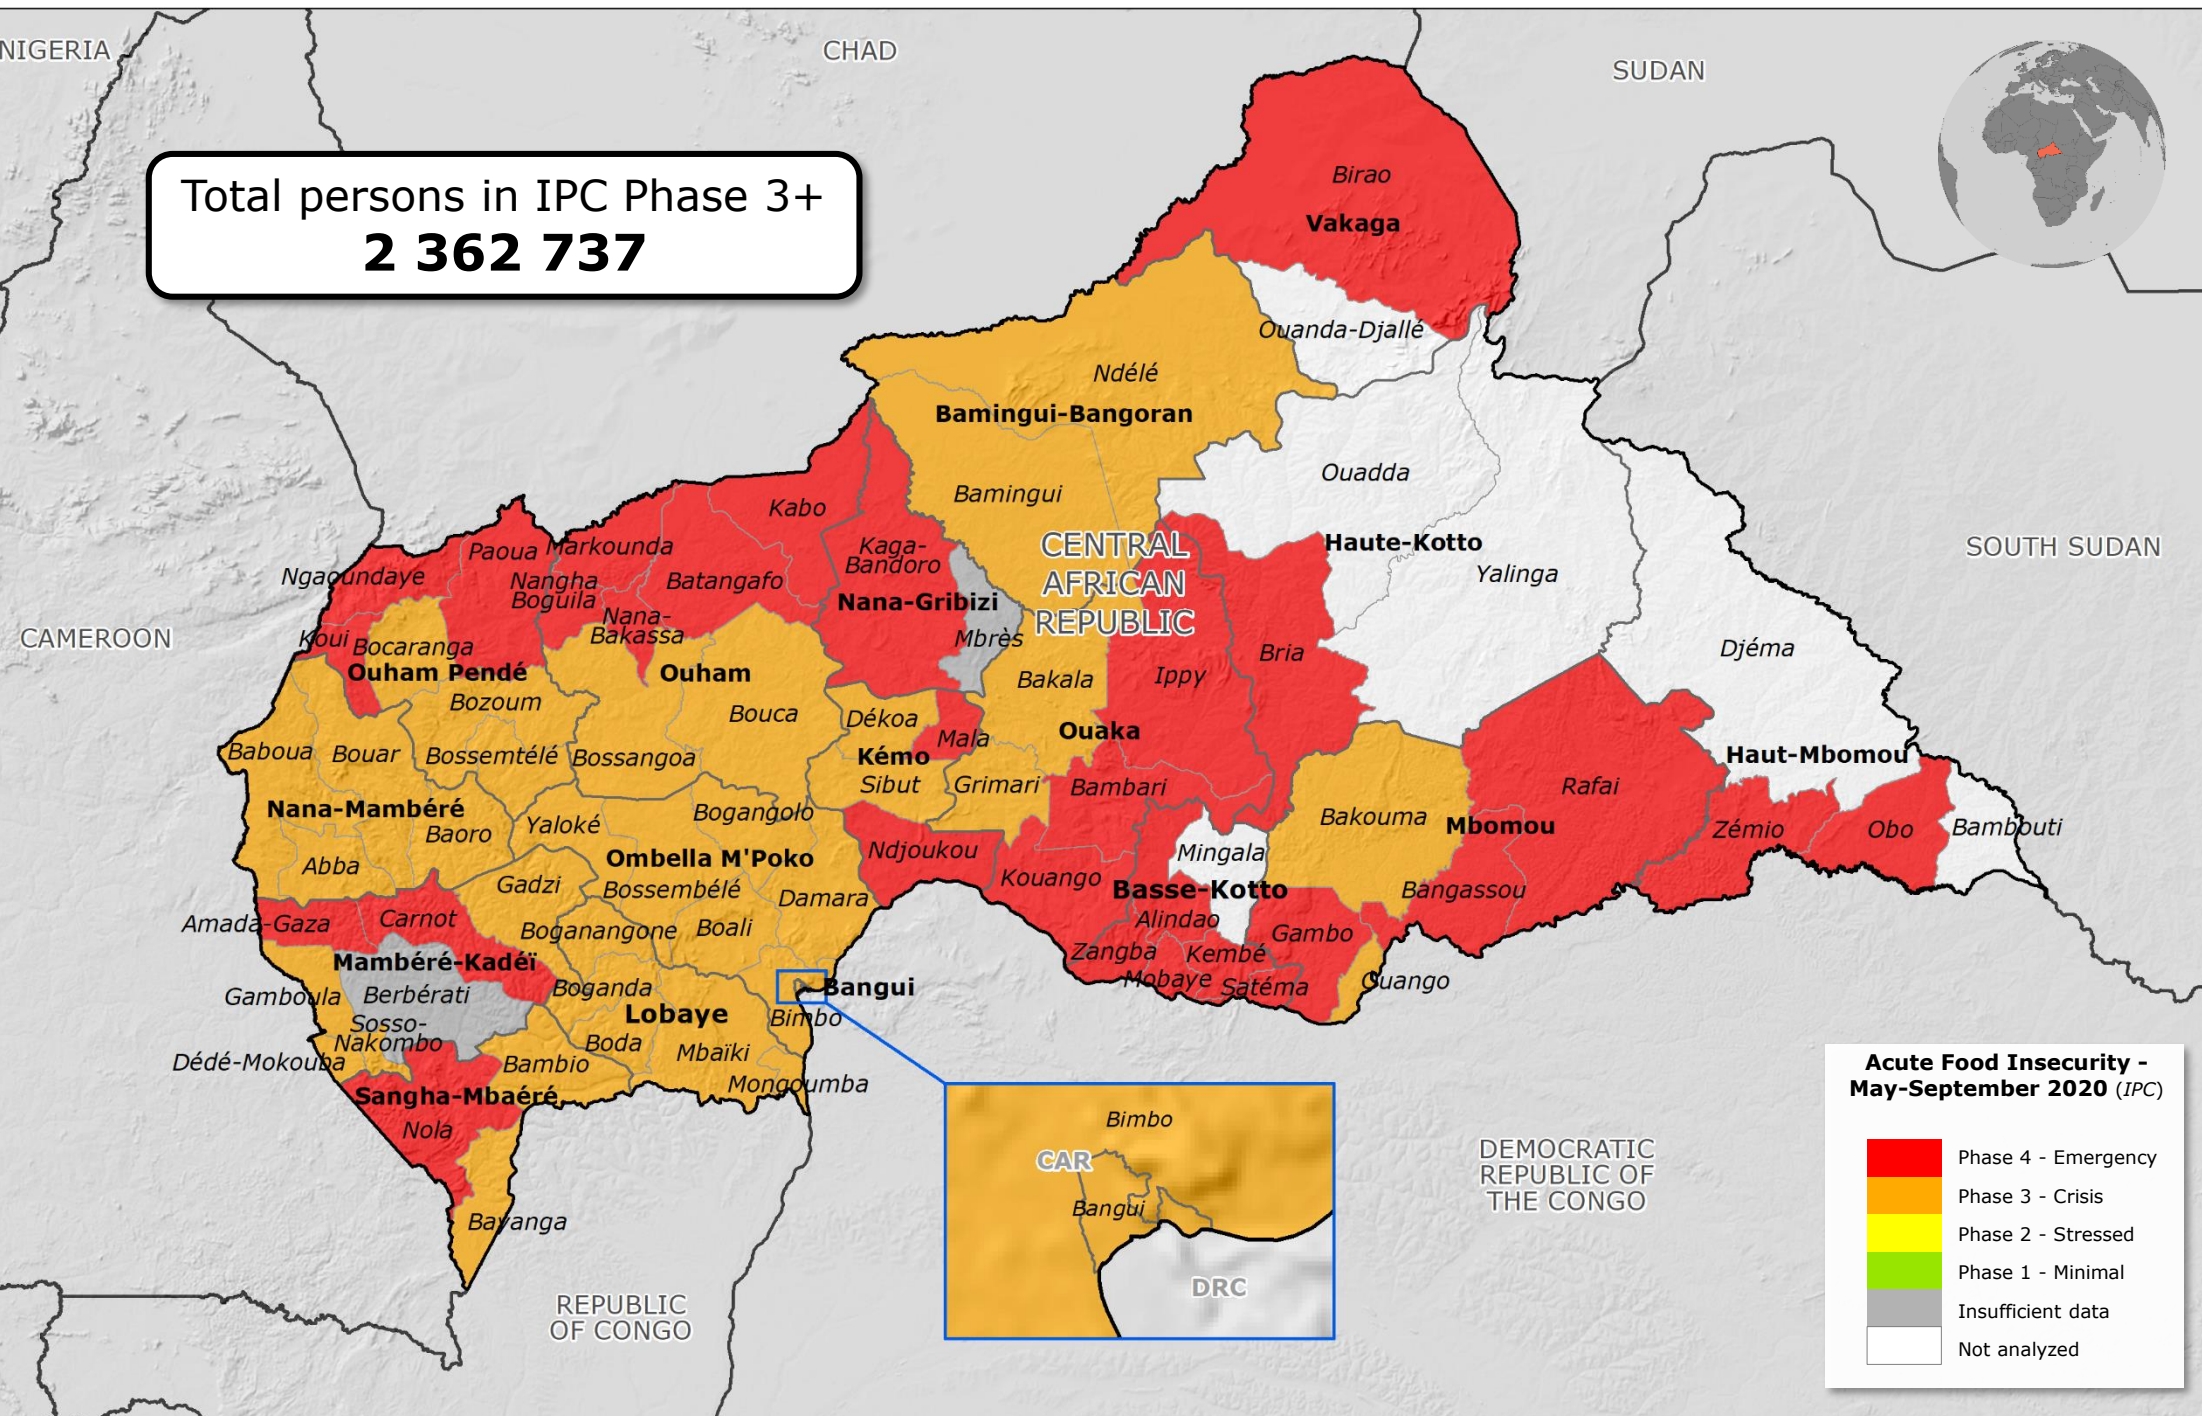 NIGERIA
CHAD
SUDAN
Total persons in IPC Phase 3+
2 362 737
Birao
Vakaga
Ouanda-Djallé
Ndélé
Bamingui-Bangoran
Ouadda
Bamingui
Kabo
CENTRAL
AFRICAN
REPUBLIC
Haute-Kotto
Yalinga
SOUTH SUDAN
Paoua
Markounda
Kaga-
Bandoro
Ngaoundaye
Nangha
Boguila
Batangafo
Nana-Gribizi
Nana-
Bakassa
CAMEROON
Koui
Bocaranga
Mbrès
Bria
Djéma
Ouham Pendé
Ouham
Bakala
Ippy
Bozoum
Bouca
Dékoa
Mala
Ouaka
Baboua
Bouar
Bossemtélé
Bossangoa
Kémo
Haut-Mbomou
Sibut
Grimari
Bambari
Rafai
Nana-Mambéré
Baoro
Yaloké
Bogangolo
Bakouma
Mbomou
Zémio
Obo
Bambouti
Abba
Ombella M'Poko
Ndjoukou
Mingala
Gadzi
Bossembélé
Damara
Kouango
Basse-Kotto
Bangassou
Amada-Gaza
Carnot
Boganangone
Boali
Alindao
Gambo
Mambéré-Kadéï
Zangba
Kembé
Gamboula
Berbérati
Boganda
Bangui
Mobaye
Satéma
Ouango
Sosso-
Nakombo
Lobaye
Bimbo
Dédé-Mokouba
Bambio
Boda
Mbaïki
Mongoumba
Sangha-Mbaéré
Nola
Bayanga
Bimbo
CAR
Bangui
DRC
DEMOCRATIC
REPUBLIC OF
THE CONGO
REPUBLIC
OF CONGO
Acute Food Insecurity -
May-September 2020 (IPC)
Phase 4 - Emergency
Phase 3 - Crisis
Phase 2 - Stressed
Phase 1 - Minimal
Insufficient data
Not analyzed